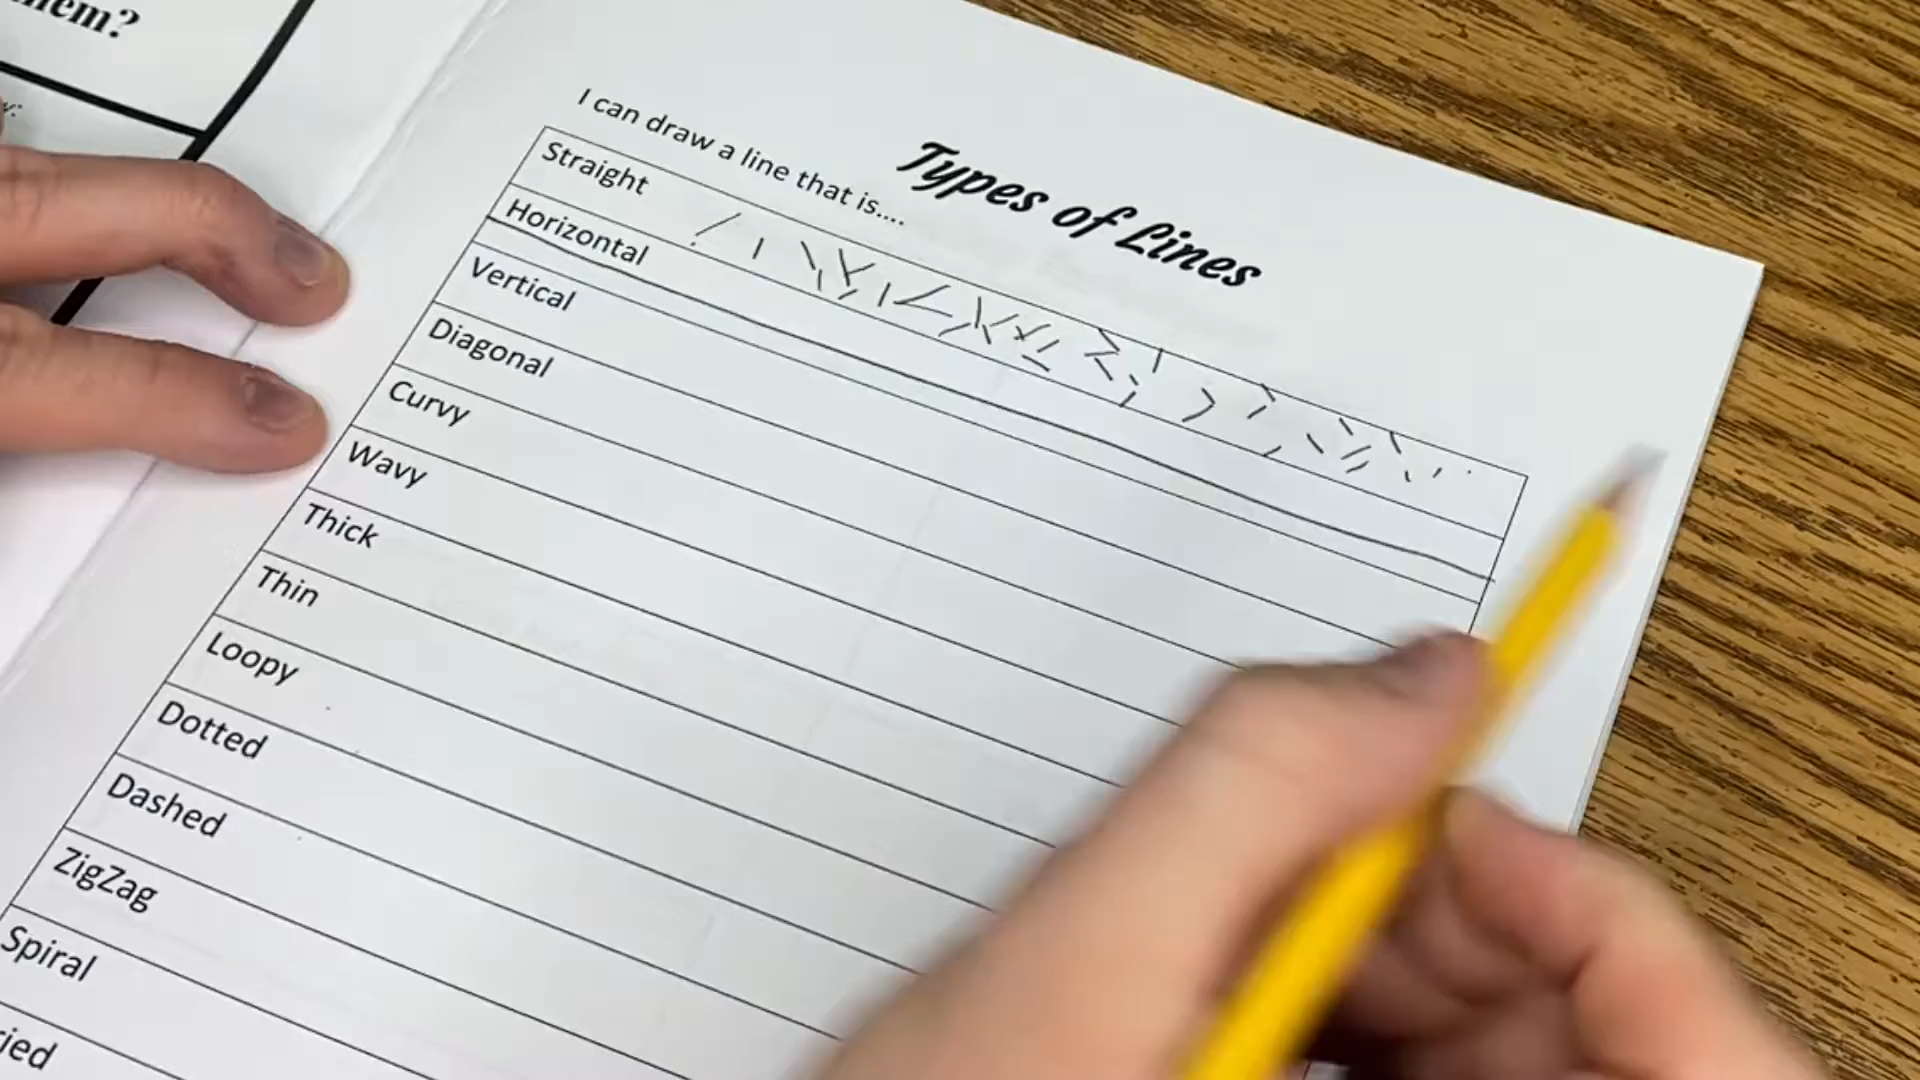 Types of Lines
I can draw a line that is....
Straight
Horizontal
Vertical
Diagonal
Curvy
Wavy
Thick
Thin
Loopy
Dotted
Dashed
ZigZag
Spiral